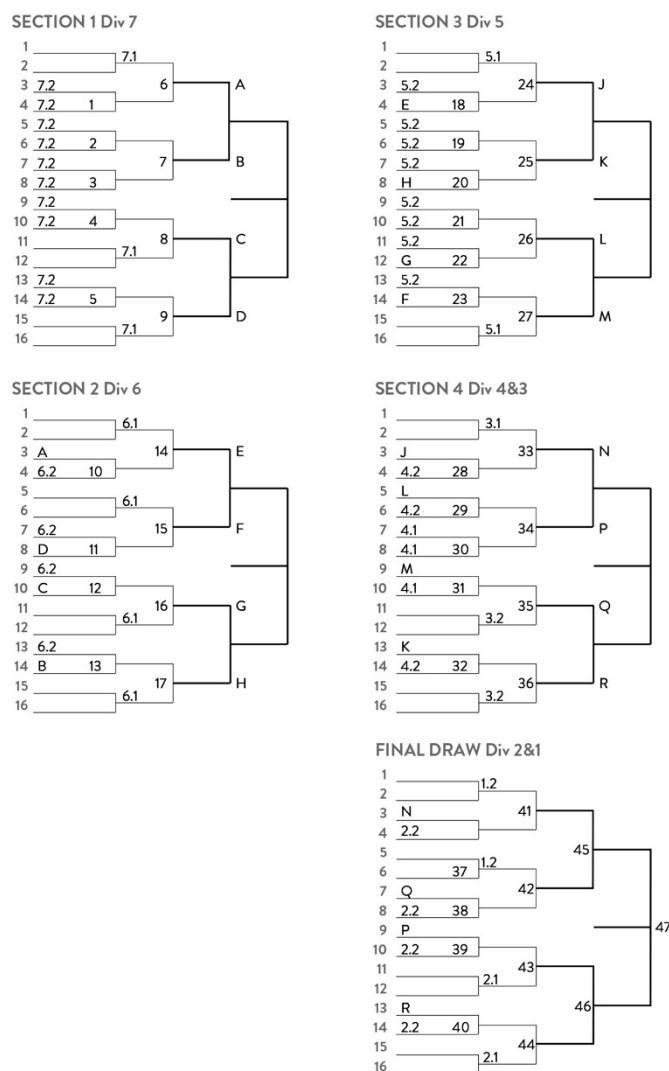 SECTION 1 Div 7
1
7.1
2
6 A
3 7.2
4 7.2 1
5 7.2
6 7.2 2
7 7.2
7 B
8 7.2 3
9 7.2
10 7.2 4
8 C
11
7.1
12
13 7.2
14 7.2 5
9 D
15
7.1
16
SECTION 3 Div 5
1
5.1
2
24 J
3 5.2
4 E 18
5 5.2
6 5.2 19
7 5.2
25 K
8 H 20
9 5.2
10 5.2 21
26 L
11 5.2
12 G 22
13 5.2
14 F 23
27 M
15
5.1
16
SECTION 2 Div 6
1
6.1
2
14 E
3 A
4 6.2 10
5
6.1
6
15 F
7 6.2
8 D 11
9 6.2
10 C 12
16 G
11
6.1
12
13 6.2
14 B 13
17 H
15
6.1
16
SECTION 4 Div 4&3
1
3.1
2
33 N
3 J
4 4.2 28
5 L
6 4.2 29
34 P
7 4.1
8 4.1 30
9 M
10 4.1 31
35 Q
11
3.2
12
13 K
14 4.2 32
36 R
15
3.2
16
FINAL DRAW Div 2&1
1
1.2
2
41
3 N
4 2.2
45
5
1.2
6 37
42
7 Q
8 2.2 38
47
9 P
10 2.2 39
43
11
2.1
12
46
13 R
14 2.2 40
44
15
2.1
16